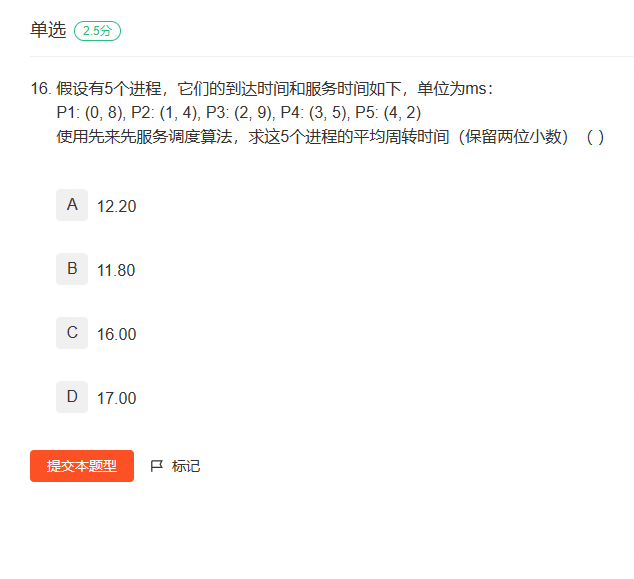 单选 2.5分
16. 假设有5个进程，它们的到达时间和服务时间如下，单位为ms：
P1: (0, 8), P2: (1, 4), P3: (2, 9), P4: (3, 5), P5: (4, 2)
使用先来先服务调度算法，求这5个进程的平均周转时间（保留两位小数）（ ）
A 12.20
B 11.80
C 16.00
D 17.00
提交本题型 标记